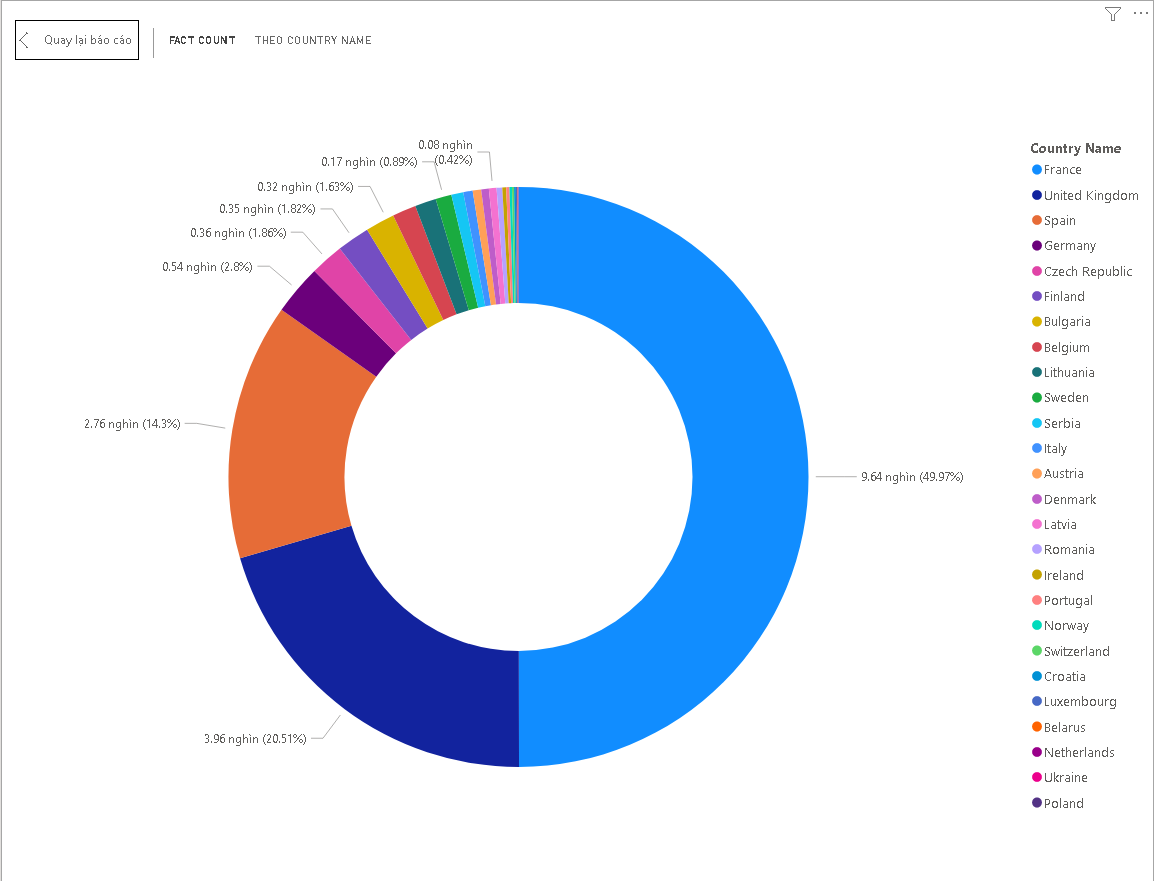 Quay lại báo cáo
FACT COUNT THEO COUNTRY NAME
0.08 nghìn
(0.42%)
0.17 nghìn (0.89%)
0.32 nghìn (1.63%)
0.35 nghìn (1.82%)
0.36 nghìn (1.86%)
0.54 nghìn (2.8%)
2.76 nghìn (14.3%)
9.64 nghìn (49.97%)
3.96 nghìn (20.51%)
Country Name
France
United Kingdom
Spain
Germany
Czech Republic
Finland
Bulgaria
Belgium
Lithuania
Sweden
Serbia
Italy
Austria
Denmark
Latvia
Romania
Ireland
Portugal
Norway
Switzerland
Croatia
Luxembourg
Belarus
Netherlands
Ukraine
Poland